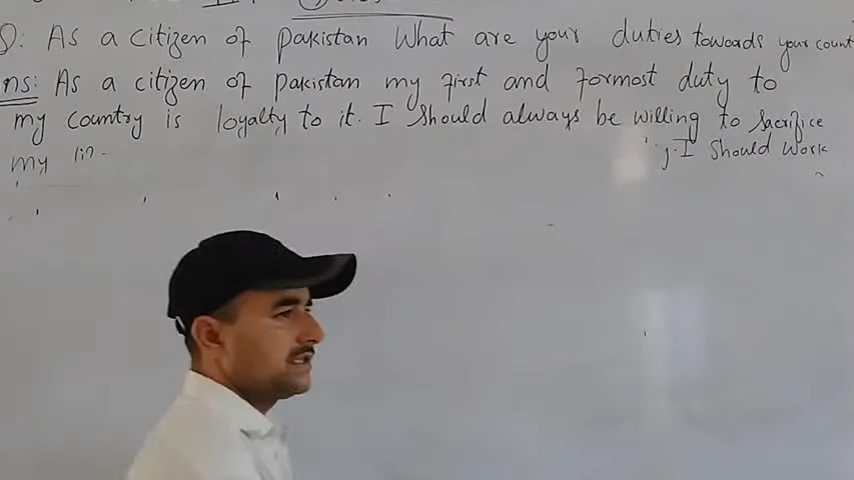 Q: As a citizen of pakistan What are your duties towards your count
ns: As a citizen of pakistan my first and formost duty to
my country is loyalty to it. I should always be willing to sacrifice
my I should work